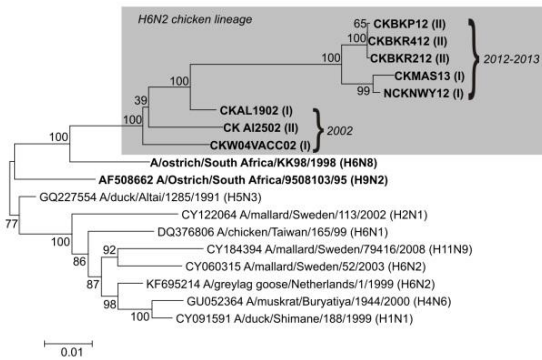 H6N2 chicken lineage
65
CKBKP12 (II)
100
CKBKR412 (II)
CKBKR212 (II)
2012-2013
100
CKMAS13 (I)
99
NCKNWY12 (I)
100
39
CKAL1902 (I)
CK AI2502 (II)
2002
100
CKW04VACC02 (I)
100
A/ostrich/South Africa/KK98/1998 (H6N8)
AF508662 A/Ostrich/South Africa/9508103/95 (H9N2)
77
GQ227554 A/duck/Altai/1285/1991 (H5N3)
CY122064 A/mallard/Sweden/113/2002 (H2N1)
100
DQ376806 A/chicken/Taiwan/165/99 (H6N1)
86
92
CY184394 A/mallard/Sweden/79416/2008 (H11N9)
CY060315 A/mallard/Sweden/52/2003 (H6N2)
87
KF695214 A/greylag goose/Netherlands/1/1999 (H6N2)
98
GU052364 A/muskrat/Buryatiya/1944/2000 (H4N6)
100
CY091591 A/duck/Shimane/188/1999 (H1N1)
0.01